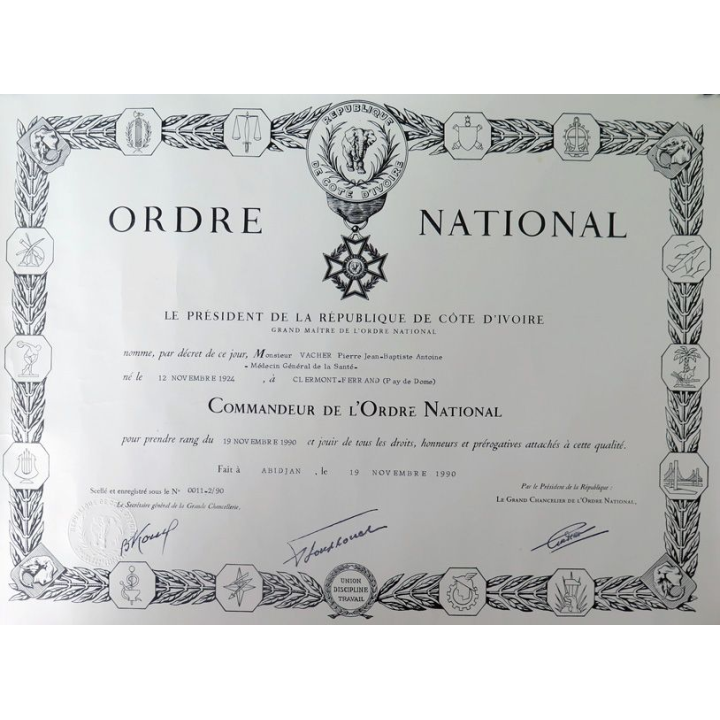 REPUBLIQUE DE COTE D'IVOIRE
ORDRE NATIONAL
LE PRÉSIDENT DE LA RÉPUBLIQUE DE CÔTE D'IVOIRE
GRAND MAÎTRE DE L'ORDRE NATIONAL
nomme, par décret de ce jour, Monsieur VACHER Pierre Jean-Baptiste Antoine
« Médecin Général de la Santé»
né le 12 NOVEMBRE 1924 , à CLERMONT-FERRAND (Puy de Dome)
COMMANDEUR DE L'ORDRE NATIONAL
pour prendre rang du 19 NOVEMBRE 1990 et jouir de tous les droits, honneurs et prérogatives attachés à cette qualité.
Fait à ABIDJAN , le 19 NOVEMBRE 1990
Scellé et enregistré sous le N° 0011-2/90
Le Secrétaire général de la Grande Chancellerie.
Par le Président de la République :
LE GRAND CHANCELIER DE L'ORDRE NATIONAL,
UNION
DISCIPLINE
TRAVAIL